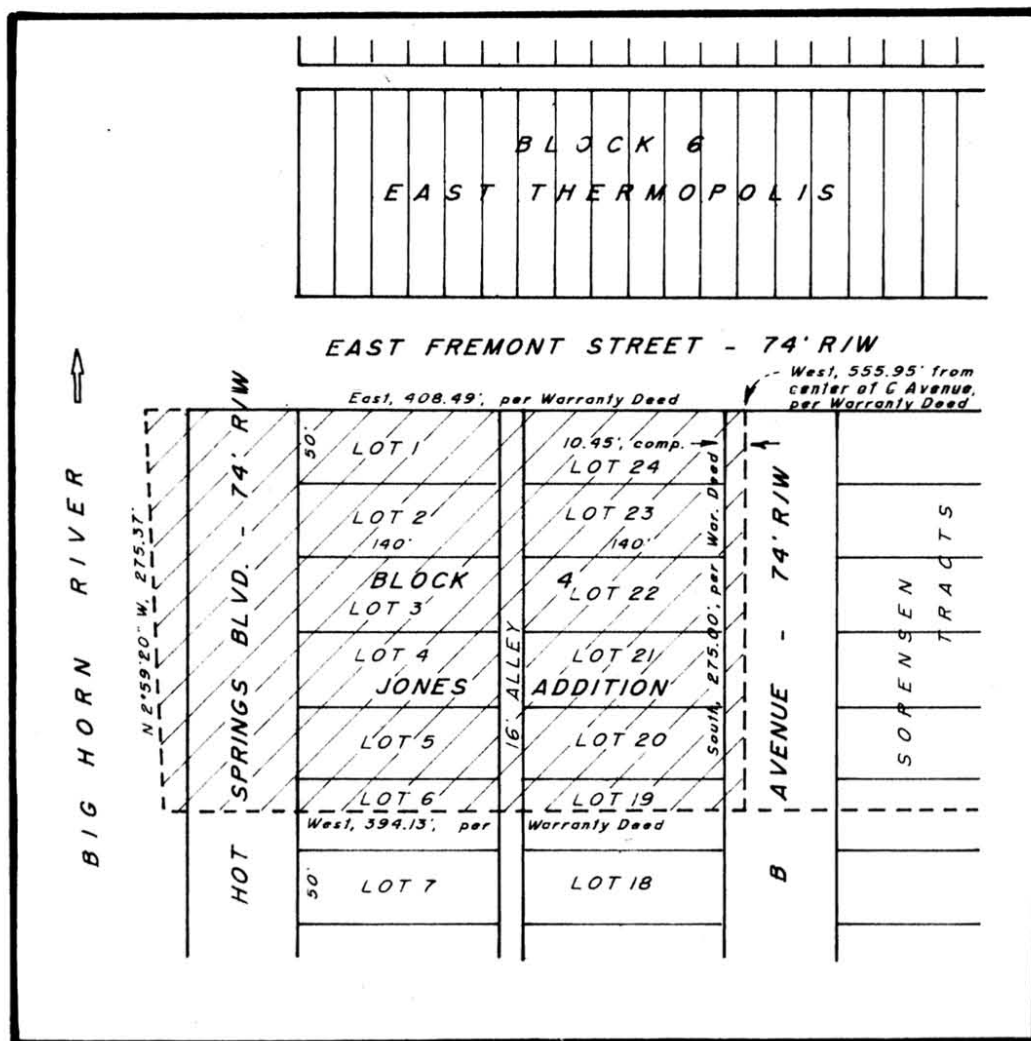 BLOCK 6
EAST THERMOPOLIS
EAST FREMONT STREET - 74' R/W
West, 555.95' from
center of C Avenue,
per Warranty Deed
East, 408.49', per Warranty Deed
BIG HORN RIVER
N 2°59'20" W, 275.37'
HOT SPRINGS BLVD. - 74' R/W
50'
LOT 1
10.45', comp.
LOT 24
LOT 2
140'
LOT 23
140'
BLOCK 4
LOT 3
LOT 22
LOT 4
LOT 21
JONES ADDITION
LOT 5
LOT 20
LOT 6
LOT 19
16' ALLEY
South, 275.00', per War. Deed
B AVENUE - 74' R/W
SORENSEN
TRACTS
West, 394.13', per Warranty Deed
50'
LOT 7
LOT 18